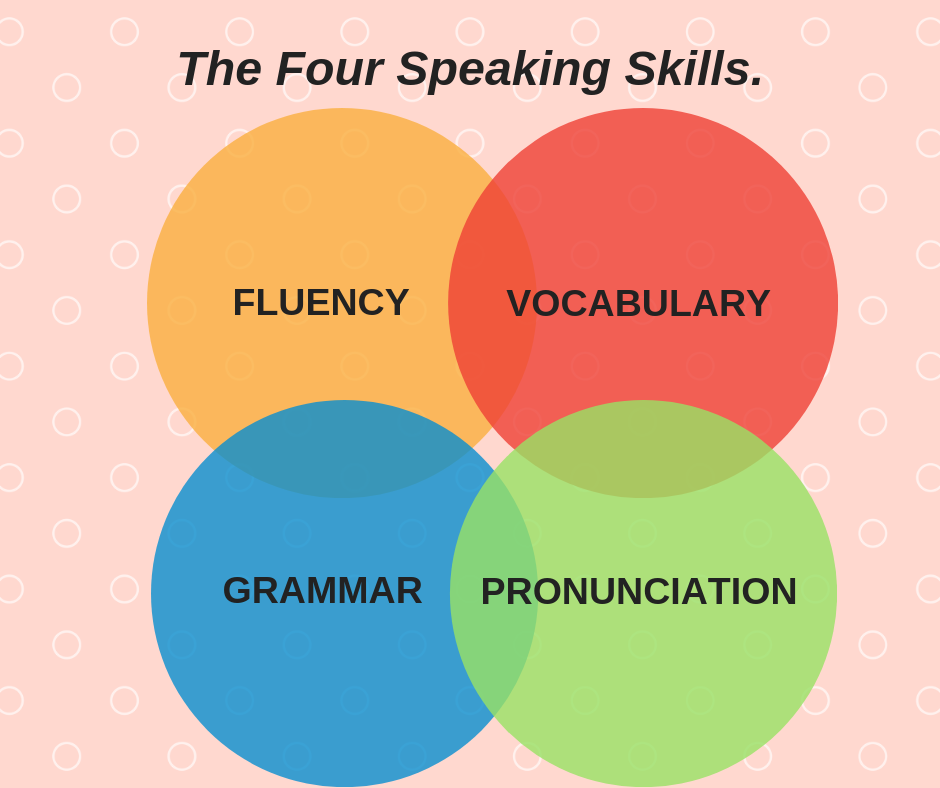 The Four Speaking Skills.
FLUENCY
VOCABULARY
GRAMMAR
PRONUNCIATION